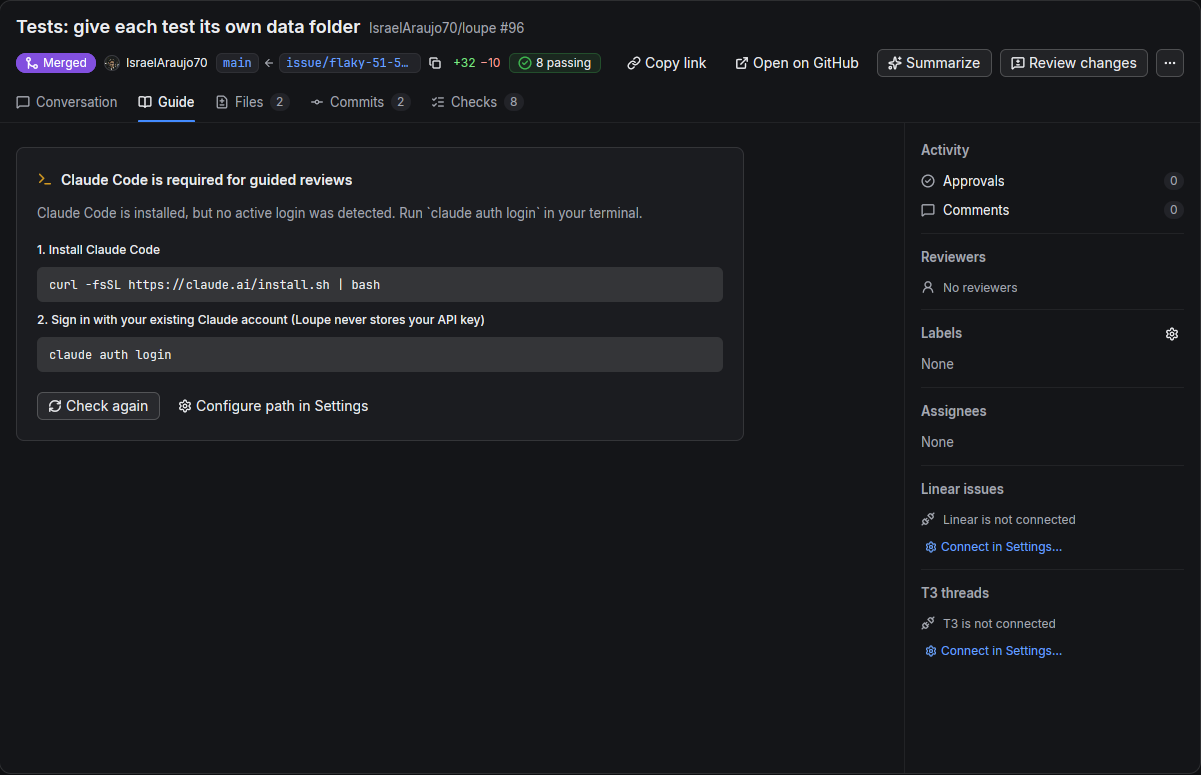 Tests: give each test its own data folder IsraelAraujo70/loupe #96
Merged IsraelAraujo70 main ← issue/flaky-51-5… +32 −10 8 passing Copy link Open on GitHub Summarize Review changes ...
Conversation Guide Files 2 Commits 2 Checks 8
Claude Code is required for guided reviews
Claude Code is installed, but no active login was detected. Run `claude auth login` in your terminal.
1. Install Claude Code
curl -fsSL https://claude.ai/install.sh | bash
2. Sign in with your existing Claude account (Loupe never stores your API key)
claude auth login
Check again Configure path in Settings
Activity
Approvals 0
Comments 0
Reviewers
No reviewers
Labels
None
Assignees
None
Linear issues
Linear is not connected
Connect in Settings...
T3 threads
T3 is not connected
Connect in Settings...